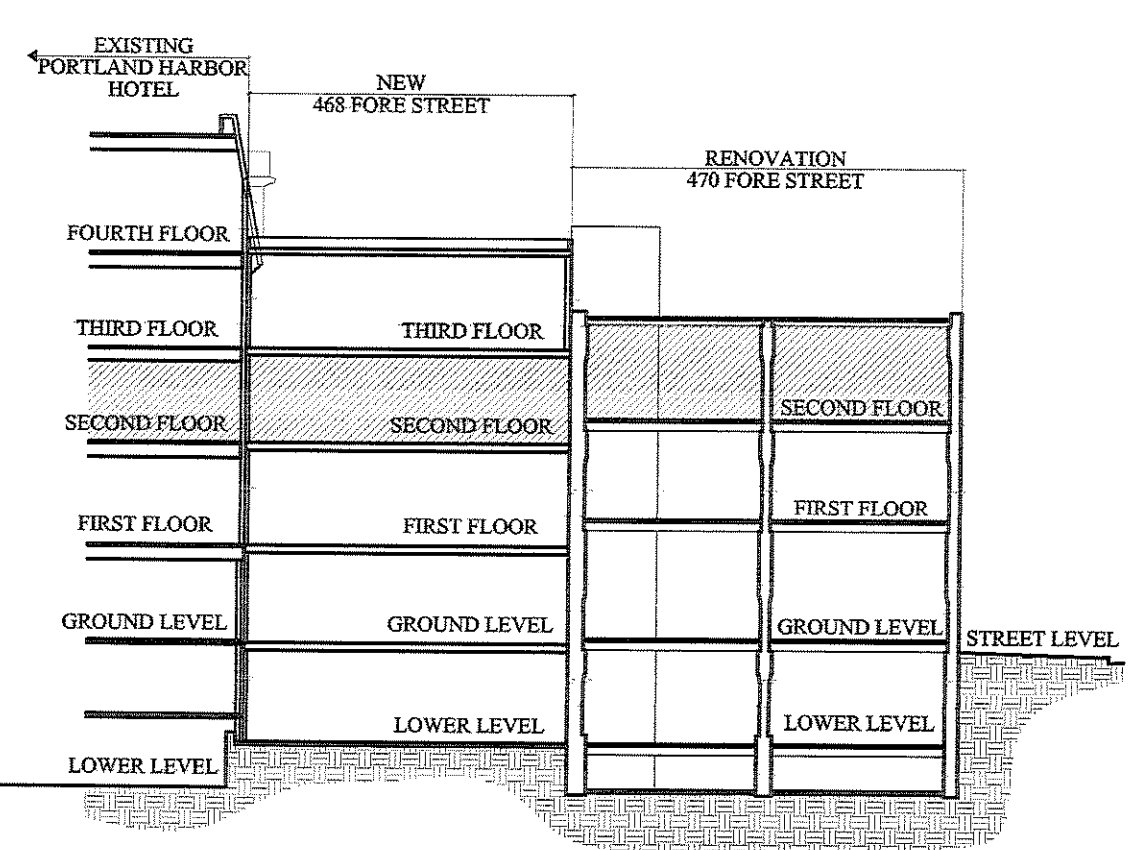 EXISTING
PORTLAND HARBOR
HOTEL
NEW
468 FORE STREET
RENOVATION
470 FORE STREET
FOURTH FLOOR
THIRD FLOOR
THIRD FLOOR
SECOND FLOOR
SECOND FLOOR
SECOND FLOOR
FIRST FLOOR
FIRST FLOOR
FIRST FLOOR
GROUND LEVEL
GROUND LEVEL
GROUND LEVEL
STREET LEVEL
LOWER LEVEL
LOWER LEVEL
LOWER LEVEL